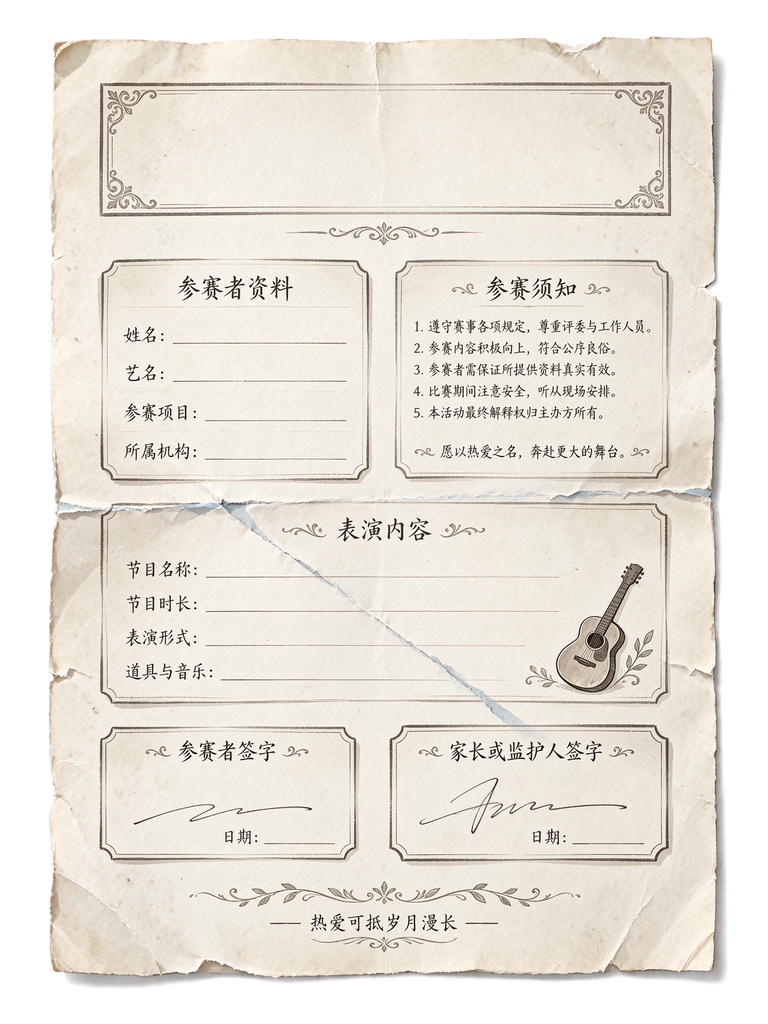 参赛者资料
姓名：
艺名：
参赛项目：
所属机构：
参赛须知
1. 遵守赛事各项规定，尊重评委与工作人员。
2. 参赛内容积极向上，符合公序良俗。
3. 参赛者需保证所提供资料真实有效。
4. 比赛期间注意安全，听从现场安排。
5. 本活动最终解释权归主办方所有。
愿以热爱之名，奔赴更大的舞台。
表演内容
节目名称：
节目时长：
表演形式：
道具与音乐：
参赛者签字
日期：
家长或监护人签字
日期：
热爱可抵岁月漫长